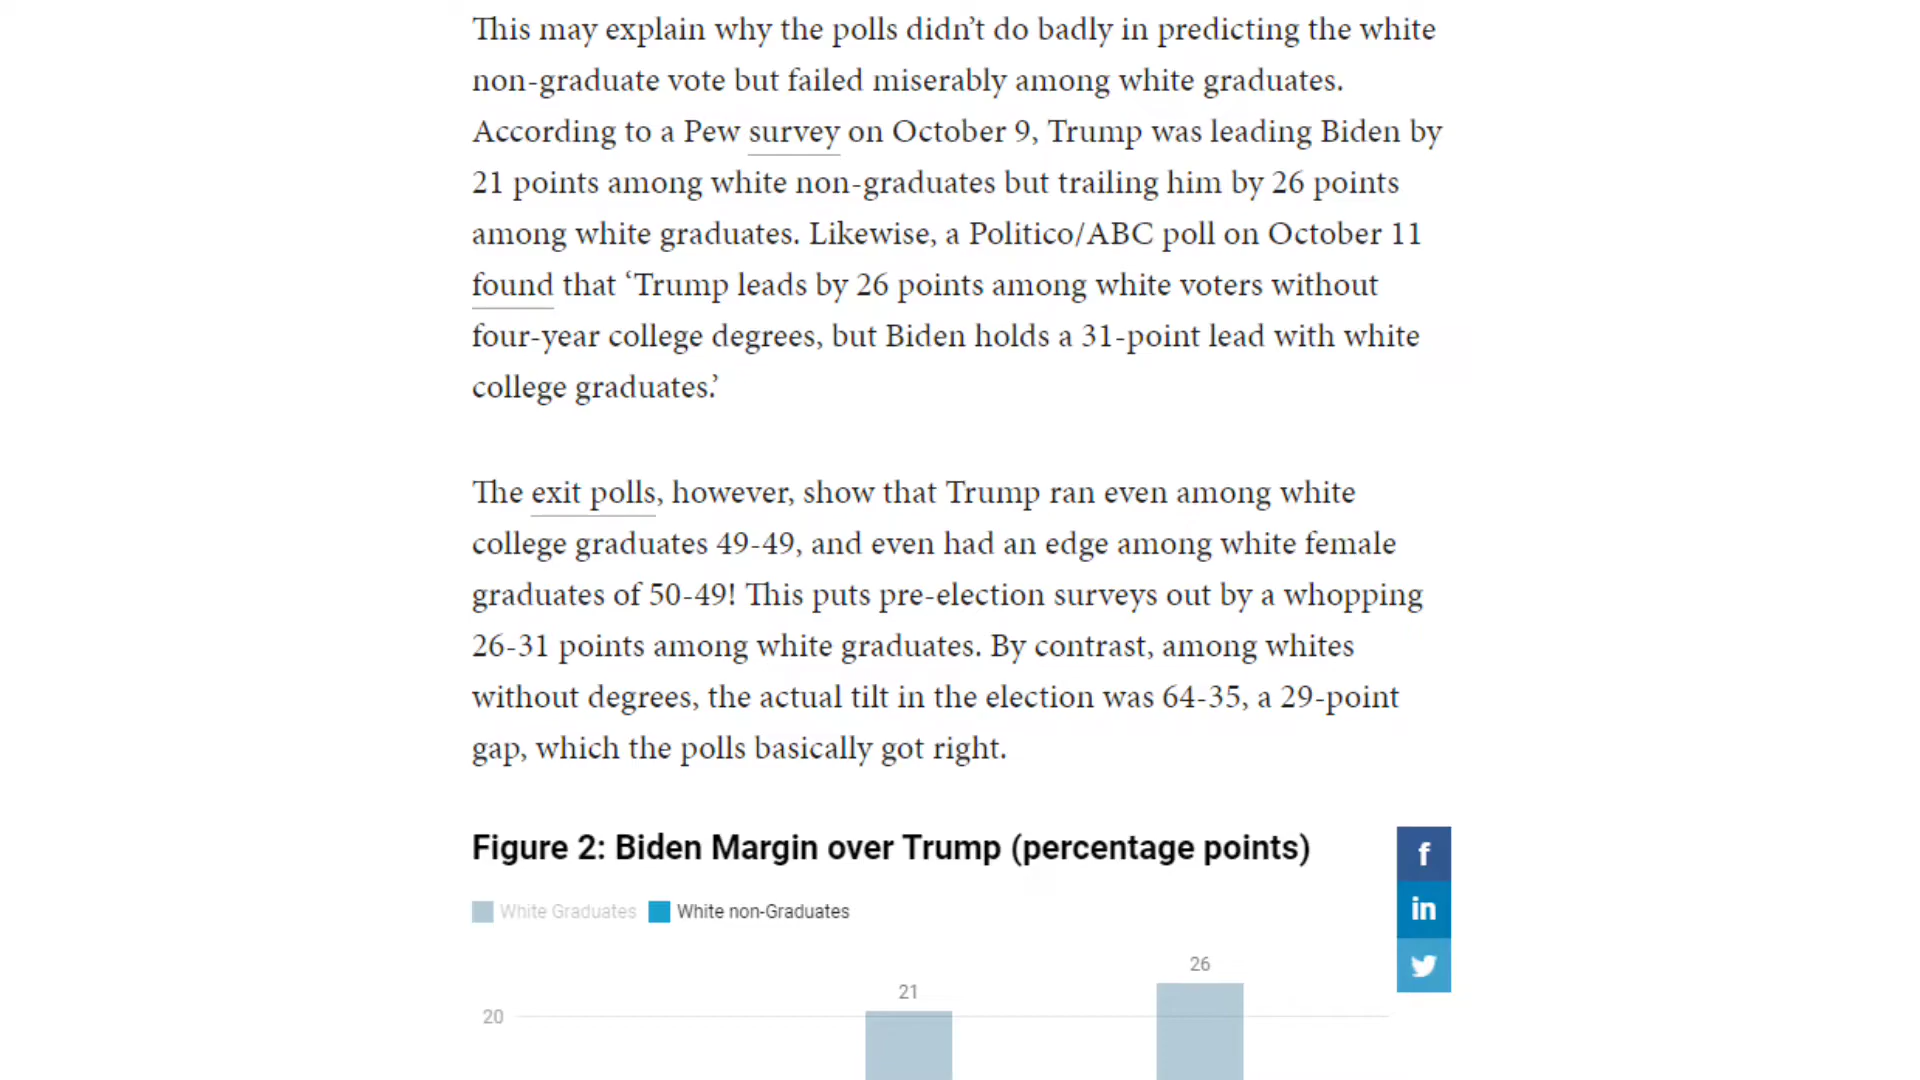 This may explain why the polls didn’t do badly in predicting the white
non-graduate vote but failed miserably among white graduates.
According to a Pew survey on October 9, Trump was leading Biden by
21 points among white non-graduates but trailing him by 26 points
among white graduates. Likewise, a Politico/ABC poll on October 11
found that ‘Trump leads by 26 points among white voters without
four-year college degrees, but Biden holds a 31-point lead with white
college graduates.’
The exit polls, however, show that Trump ran even among white
college graduates 49-49, and even had an edge among white female
graduates of 50-49! This puts pre-election surveys out by a whopping
26-31 points among white graduates. By contrast, among whites
without degrees, the actual tilt in the election was 64-35, a 29-point
gap, which the polls basically got right.
Figure 2: Biden Margin over Trump (percentage points)
f
White Graduates White non-Graduates
in
26
21
20